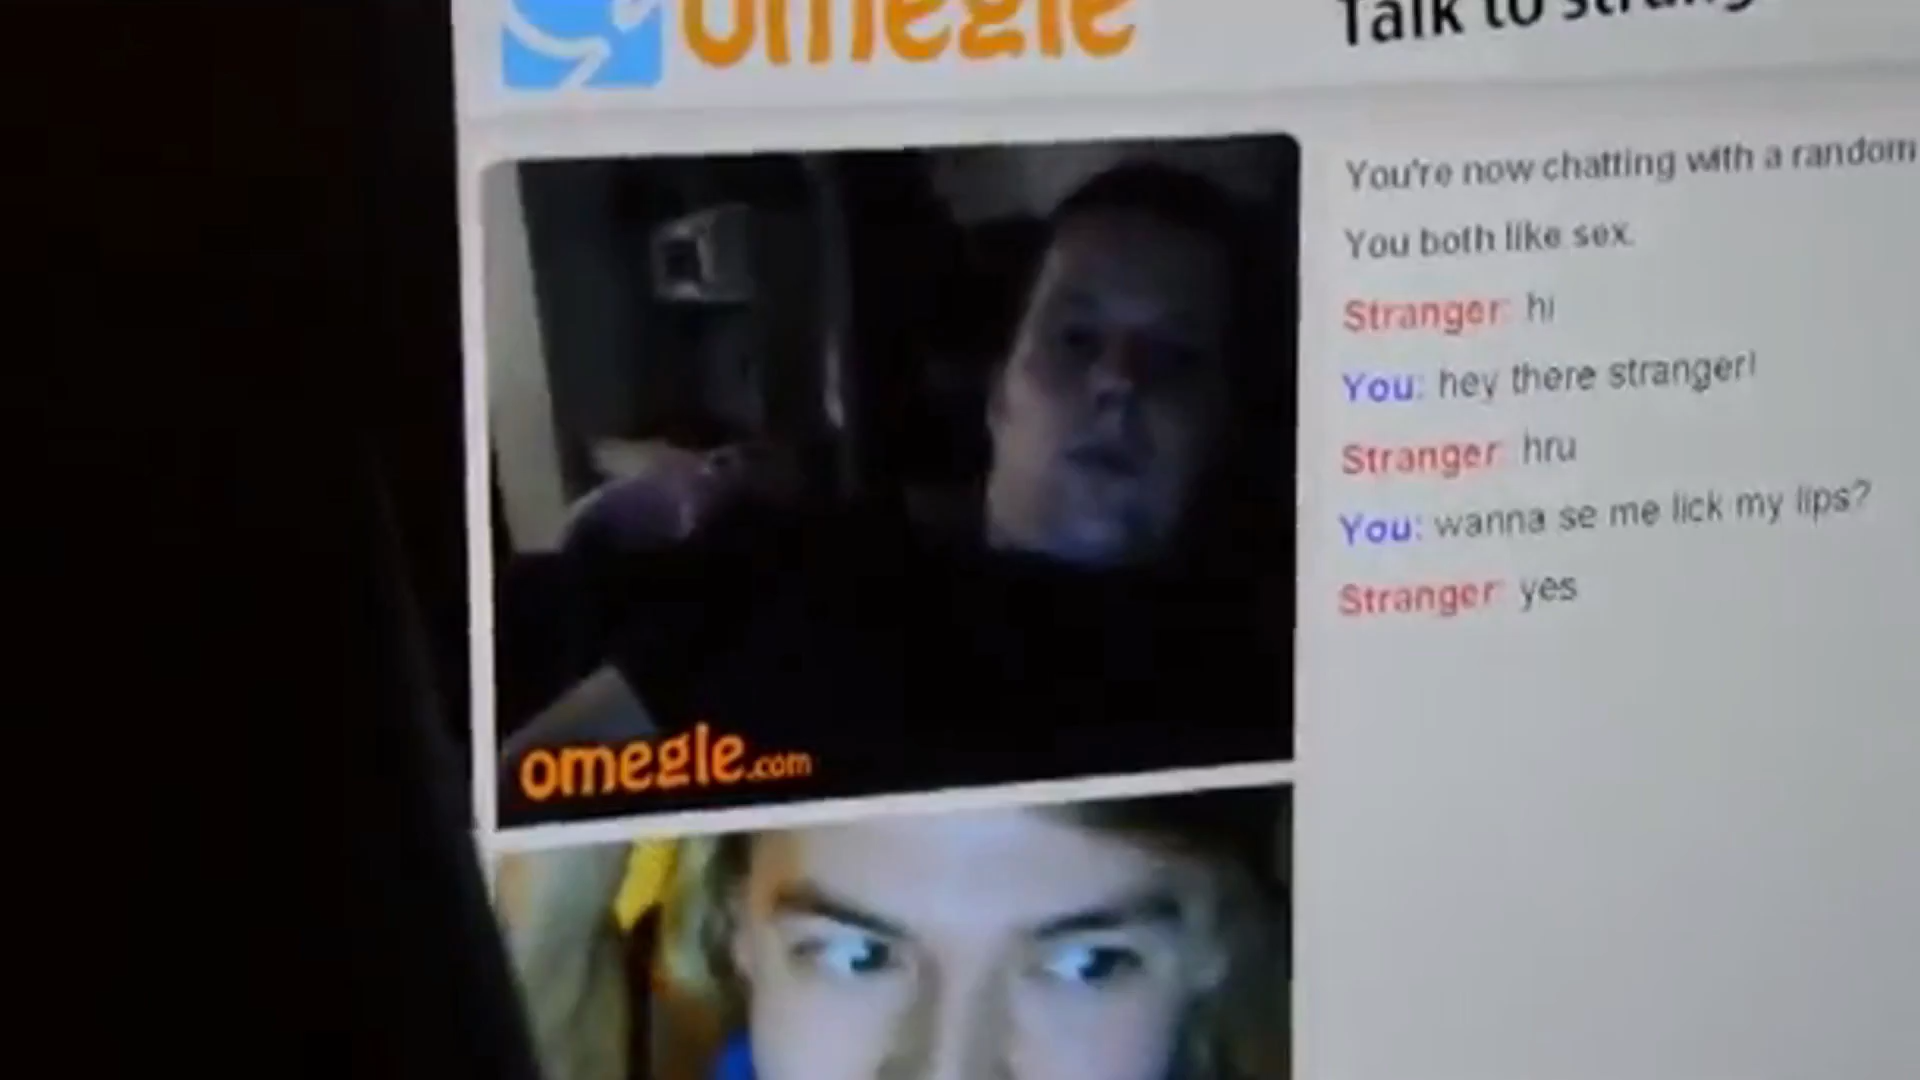 omegle
Talk to
You're now chatting with a random
You both like sex.
Stranger: hi
You: hey there stranger!
Stranger: hru
You: wanna se me lick my lips?
Stranger: yes
omegle.com